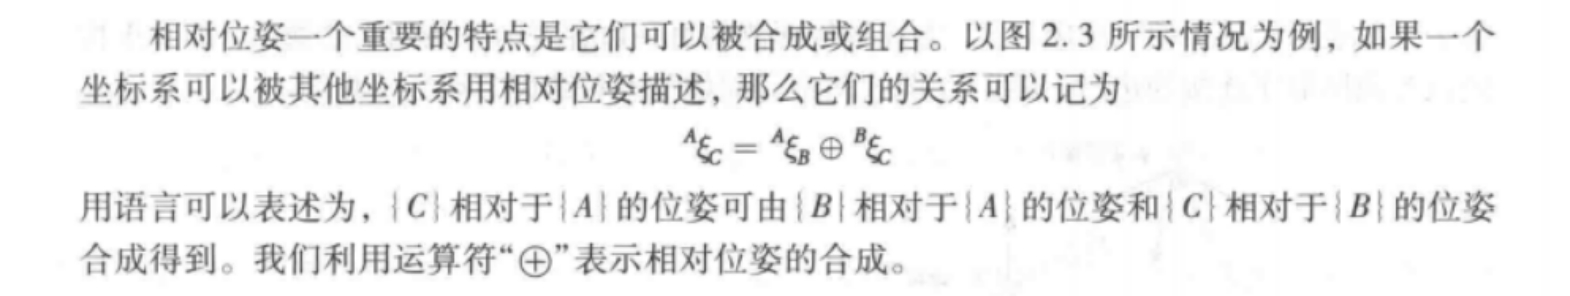 相对位姿一个重要的特点是它们可以被合成或组合。以图 2.3 所示情况为例，如果一个
坐标系可以被其他坐标系用相对位姿描述，那么它们的关系可以记为
ᴬξ_C = ᴬξ_B ⊕ ᴮξ_C
用语言可以表述为，{C}相对于{A}的位姿可由{B}相对于{A}的位姿和{C}相对于{B}的位姿
合成得到。我们利用运算符“⊕”表示相对位姿的合成。